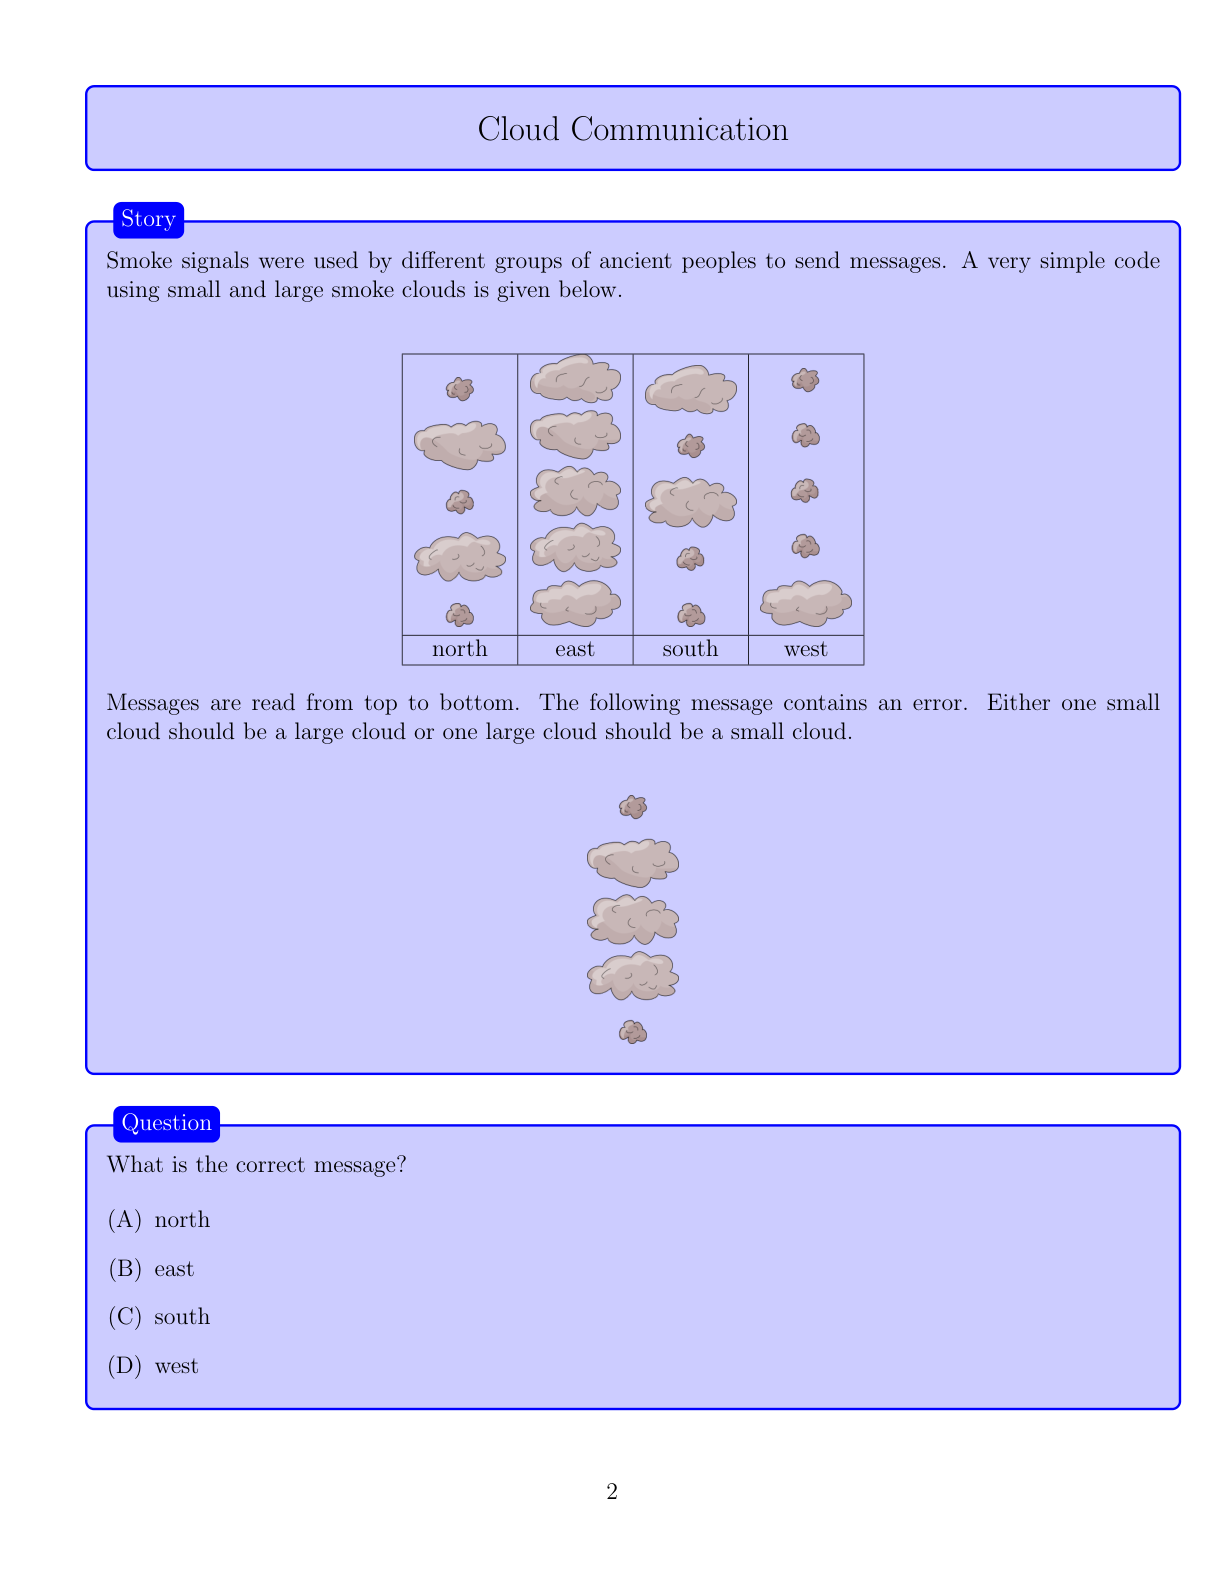 Cloud Communication
Story
Smoke signals were used by different groups of ancient peoples to send messages. A very simple code
using small and large smoke clouds is given below.
north east south west
Messages are read from top to bottom. The following message contains an error. Either one small
cloud should be a large cloud or one large cloud should be a small cloud.
Question
What is the correct message?
(A) north
(B) east
(C) south
(D) west
2